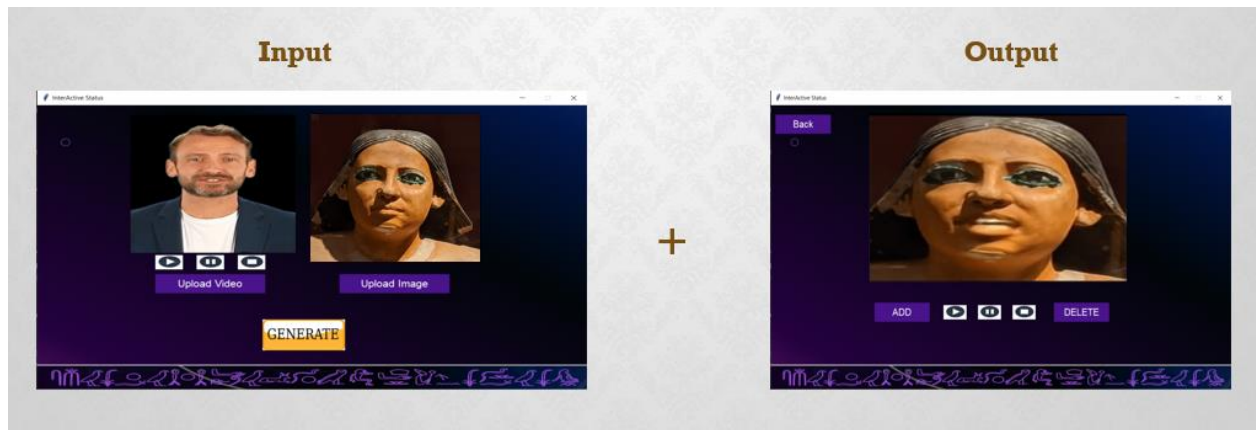 Input
Output
InterActive Status
Upload Video
Upload Image
GENERATE
+
InterActive Status
Back
ADD
DELETE